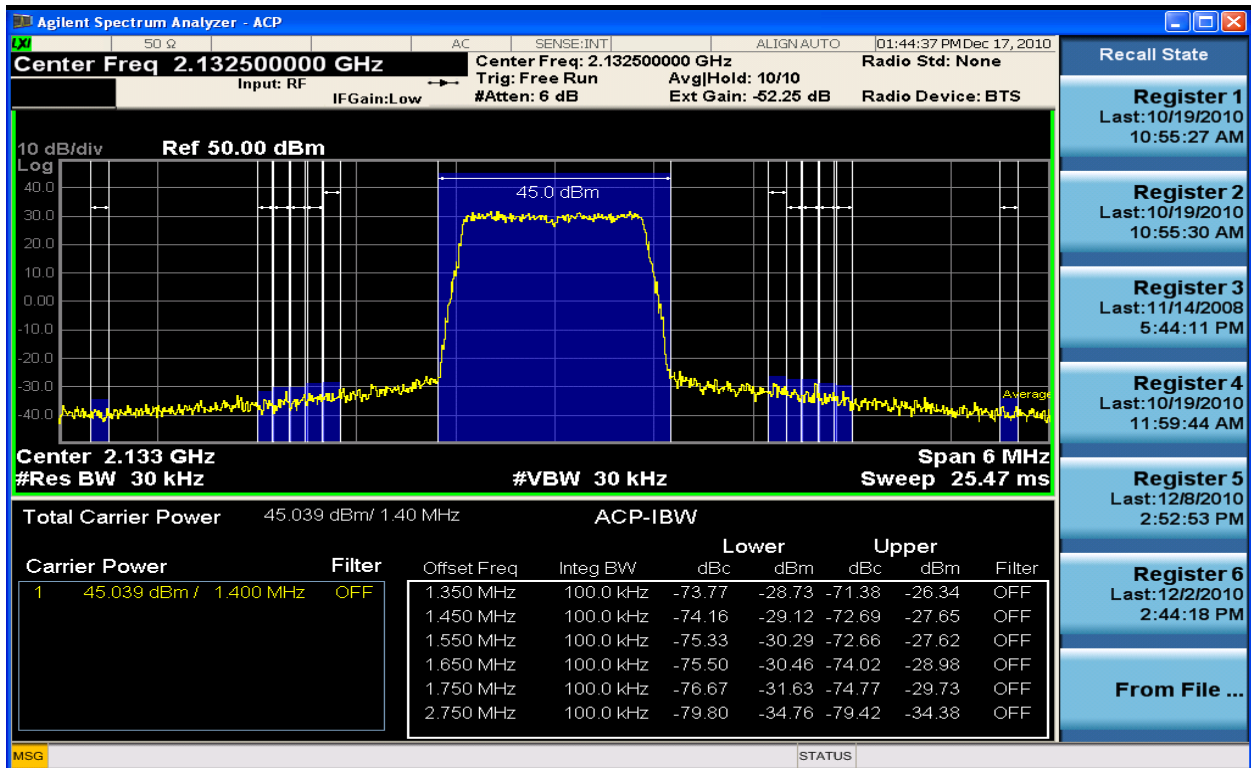 Agilent Spectrum Analyzer - ACP
LXI 50 Ω AC SENSE:INT ALIGN AUTO 01:44:37 PM Dec 17, 2010
Center Freq 2.132500000 GHz
Input: RF
IFGain:Low
Center Freq: 2.132500000 GHz
Trig: Free Run Avg|Hold: 10/10
#Atten: 6 dB Ext Gain: -52.25 dB
Radio Std: None
Radio Device: BTS
10 dB/div Ref 50.00 dBm
Log
40.0
30.0
20.0
10.0
0.00
-10.0
-20.0
-30.0
-40.0
45.0 dBm
Average
Center 2.133 GHz Span 6 MHz
#Res BW 30 kHz #VBW 30 kHz Sweep 25.47 ms
Total Carrier Power 45.039 dBm/ 1.40 MHz ACP-IBW
Carrier Power Filter
1 45.039 dBm / 1.400 MHz OFF
Lower Upper
Offset Freq Integ BW dBc dBm dBc dBm Filter
1.350 MHz 100.0 kHz -73.77 -28.73 -71.38 -26.34 OFF
1.450 MHz 100.0 kHz -74.16 -29.12 -72.69 -27.65 OFF
1.550 MHz 100.0 kHz -75.33 -30.29 -72.66 -27.62 OFF
1.650 MHz 100.0 kHz -75.50 -30.46 -74.02 -28.98 OFF
1.750 MHz 100.0 kHz -76.67 -31.63 -74.77 -29.73 OFF
2.750 MHz 100.0 kHz -79.80 -34.76 -79.42 -34.38 OFF
MSG STATUS
Recall State
Register 1
Last:10/19/2010
10:55:27 AM
Register 2
Last:10/19/2010
10:55:30 AM
Register 3
Last:11/14/2008
5:44:11 PM
Register 4
Last:10/19/2010
11:59:44 AM
Register 5
Last:12/8/2010
2:52:53 PM
Register 6
Last:12/2/2010
2:44:18 PM
From File ...